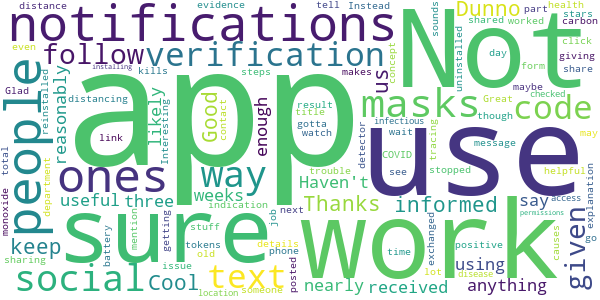 distance evidence tell Instead Dunno part health
notifications worked stars
shared carbon
even kills steps Not giving click
follow verification us concept day form share
Glad makes sounds maybe
people reinstalled distancing likely Interesting Good contact enough title result gotta watch masks uninstalled Great code
reasonably link app though checked may
infectious wait message
detector COVID use
total ones way trouble see tracing
department Haven't stopped helpful
monoxide useful three weeks Thanks informed say given
battery mention getting indication job next time exchanged positive access explanation
keep sure stuff phone lot using go
sharing social Cool tokens old details posted work disease causes permissions
issue text nearly received anything
location someone installing